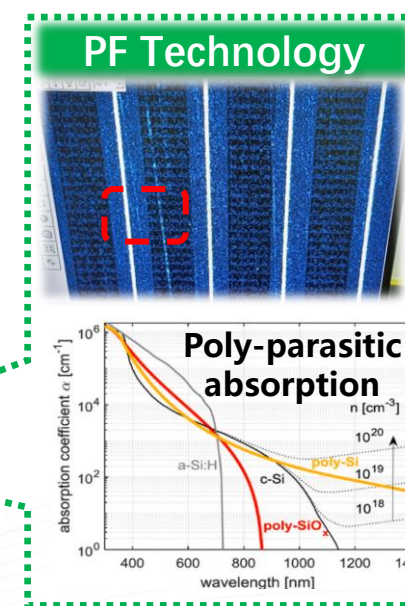 PF Technology
Poly-parasitic
absorption
absorption coefficient α [cm⁻¹]
10⁶
10⁴
10²
10⁰
n [cm⁻³]
10²⁰
10¹⁹
10¹⁸
a-Si:H
c-Si
poly-Si
poly-SiOₓ
400
600
800
1000
1200
wavelength [nm]